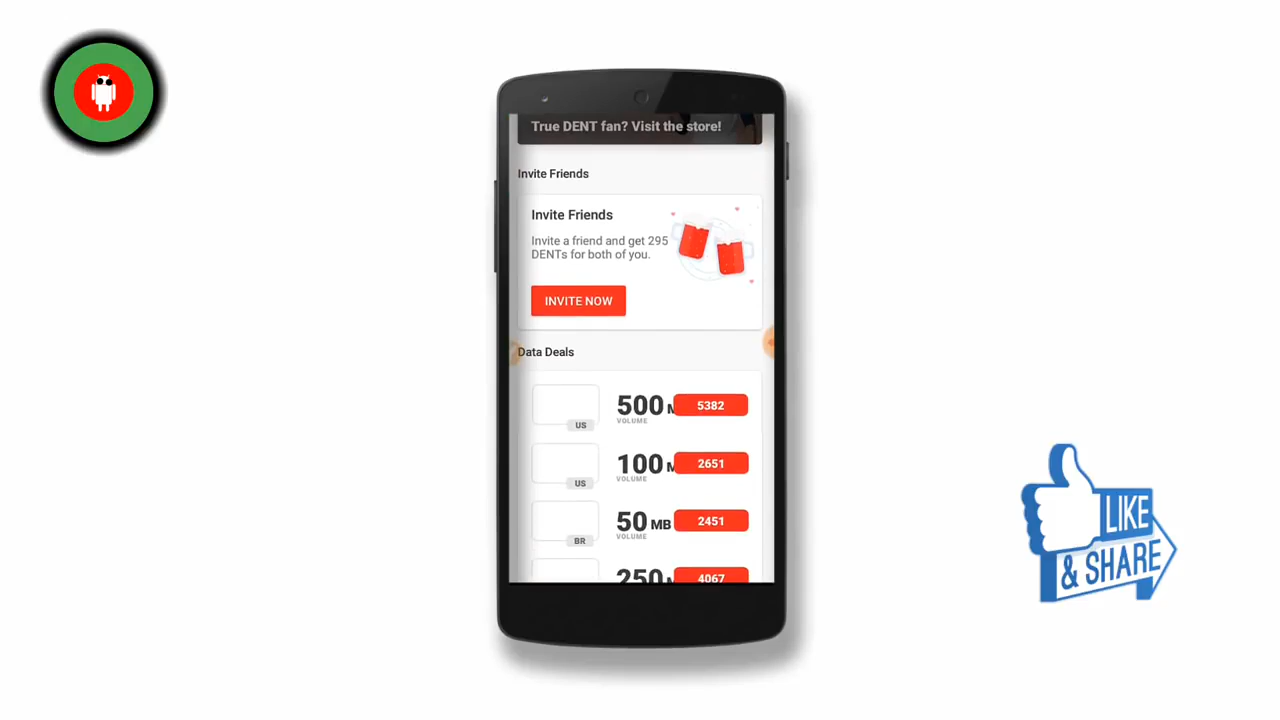 True DENT fan? Visit the store!
Invite Friends
Invite Friends
Invite a friend and get 295
DENTs for both of you.
INVITE NOW
Data Deals
500 M 5382
VOLUME
US
100 M 2651
VOLUME
US
50 MB 2451
VOLUME
BR
250 4067
LIKE
& SHARE